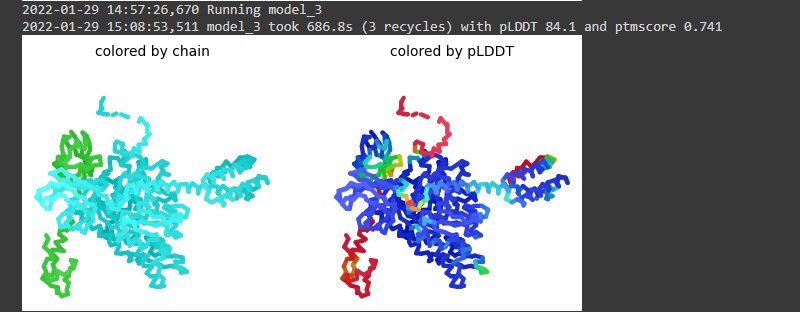 2022-01-29 14:57:26,670 Running model_3
2022-01-29 15:08:53,511 model_3 took 686.8s (3 recycles) with pLDDT 84.1 and ptmscore 0.741
colored by chain colored by pLDDT